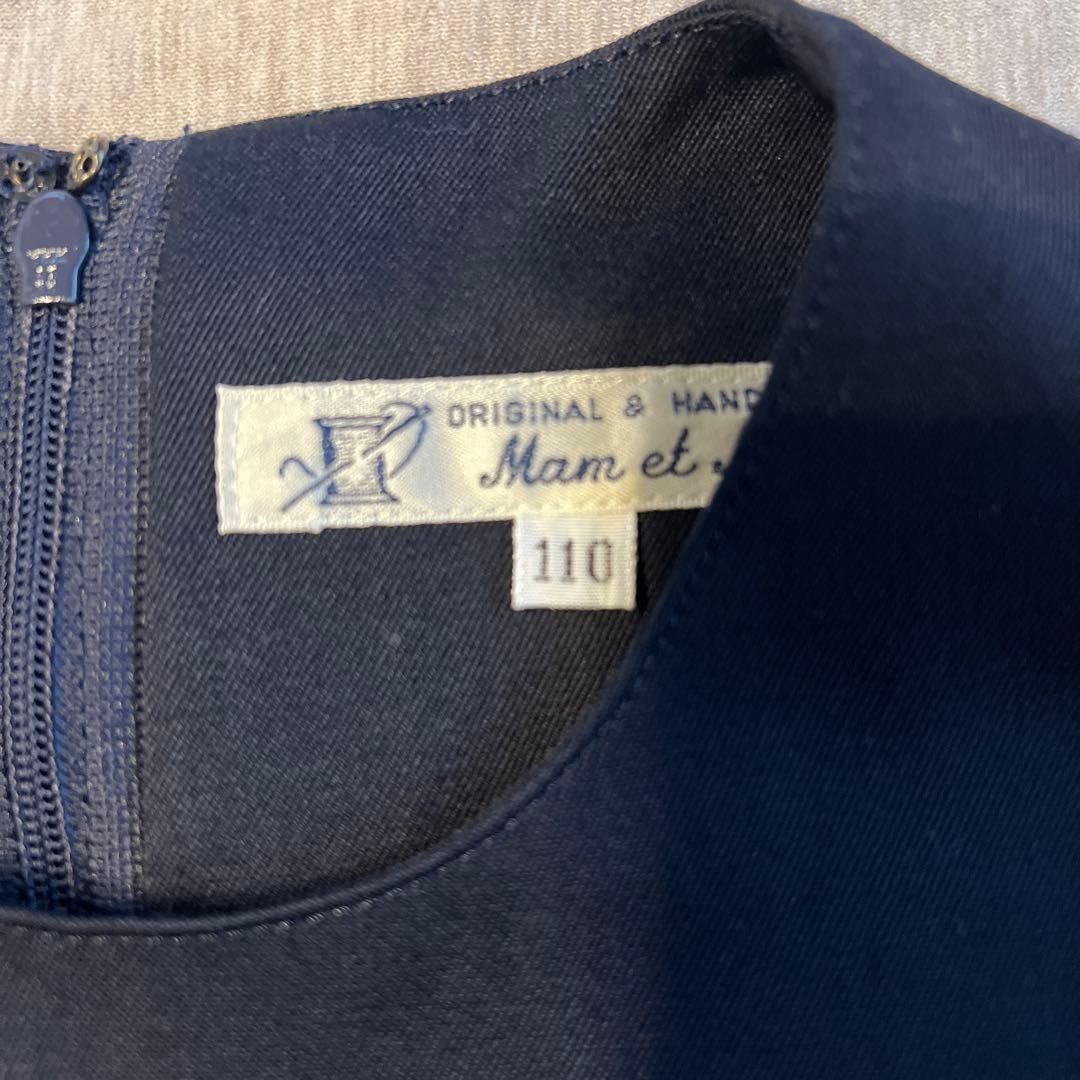 ORIGINAL & HAND
Mam et
110